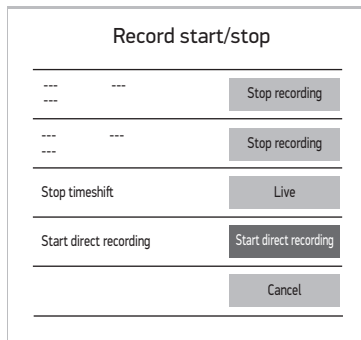 Record start/stop
--- ---
---
Stop recording
--- ---
---
Stop recording
Stop timeshift Live
Start direct recording Start direct recording
Cancel